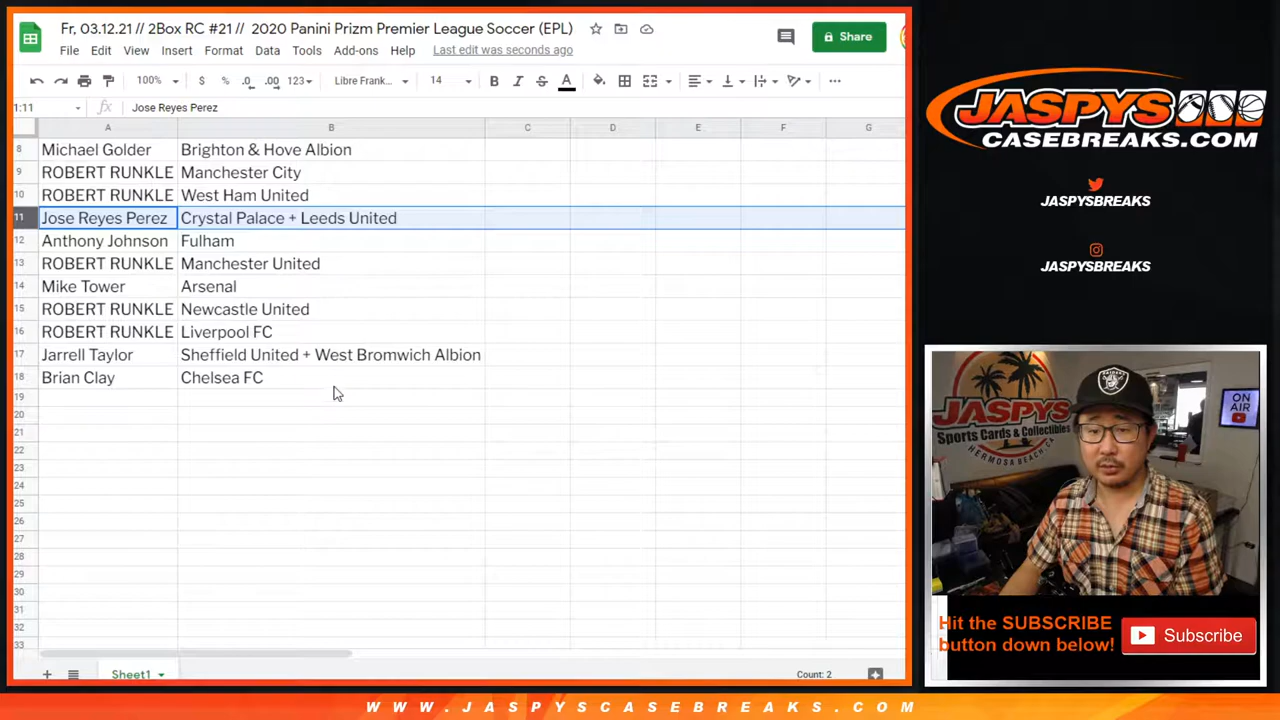 Fr, 03.12.21 // 2Box RC #21 // 2020 Panini Prizm Premier League Soccer (EPL)
File Edit View Insert Format Data Tools Add-ons Help Last edit was seconds ago
Share
100% $ % .0 .00 123 Libre Frank... 14 B I S A
1:11 fx Jose Reyes Perez
A B C D E F G
8 Michael Golder Brighton & Hove Albion
9 ROBERT RUNKLE Manchester City
10 ROBERT RUNKLE West Ham United
11 Jose Reyes Perez Crystal Palace + Leeds United
12 Anthony Johnson Fulham
13 ROBERT RUNKLE Manchester United
14 Mike Tower Arsenal
15 ROBERT RUNKLE Newcastle United
16 ROBERT RUNKLE Liverpool FC
17 Jarrell Taylor Sheffield United + West Bromwich Albion
18 Brian Clay Chelsea FC
19
20
21
22
23
24
25
26
27
28
29
30
31
32
33
Sheet1
Count: 2
JASPYS
CASEBREAKS.COM
JASPYSBREAKS
JASPYSBREAKS
JASPYS
Sports Cards & Collectibles
HERMOSA BEACH, CA
RAIDERS
ON
AIR
Hit the SUBSCRIBE
button down below!
Subscribe
WWW.JASPYSCASEBREAKS.COM